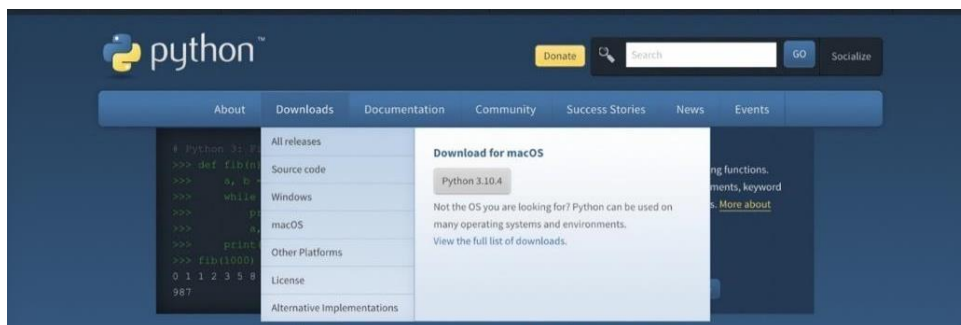 python™
Donate
Search
GO
Socialize
About Downloads Documentation Community Success Stories News Events
All releases
Source code
Windows
macOS
Other Platforms
License
Alternative Implementations
Download for macOS
Python 3.10.4
Not the OS you are looking for? Python can be used on
many operating systems and environments.
View the full list of downloads.
# Python 3:
>>> def fib(n
>>> a, b
>>> while
>>> a,
>>> print
>>> fib(1000)
0 1 1 2 3 5 8
987
ng functions.
ments, keyword
s. More about